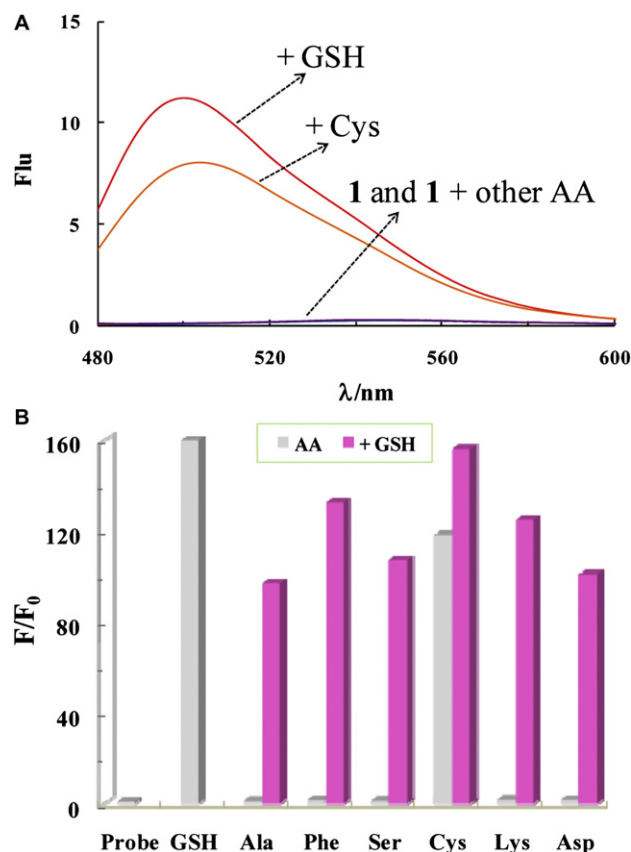 A
15
+ GSH
10
+ Cys
Flu
1 and 1 + other AA
5
0
480
520
560
600
λ/nm
B
160
AA
+ GSH
120
F/F0
80
40
0
Probe
GSH
Ala
Phe
Ser
Cys
Lys
Asp